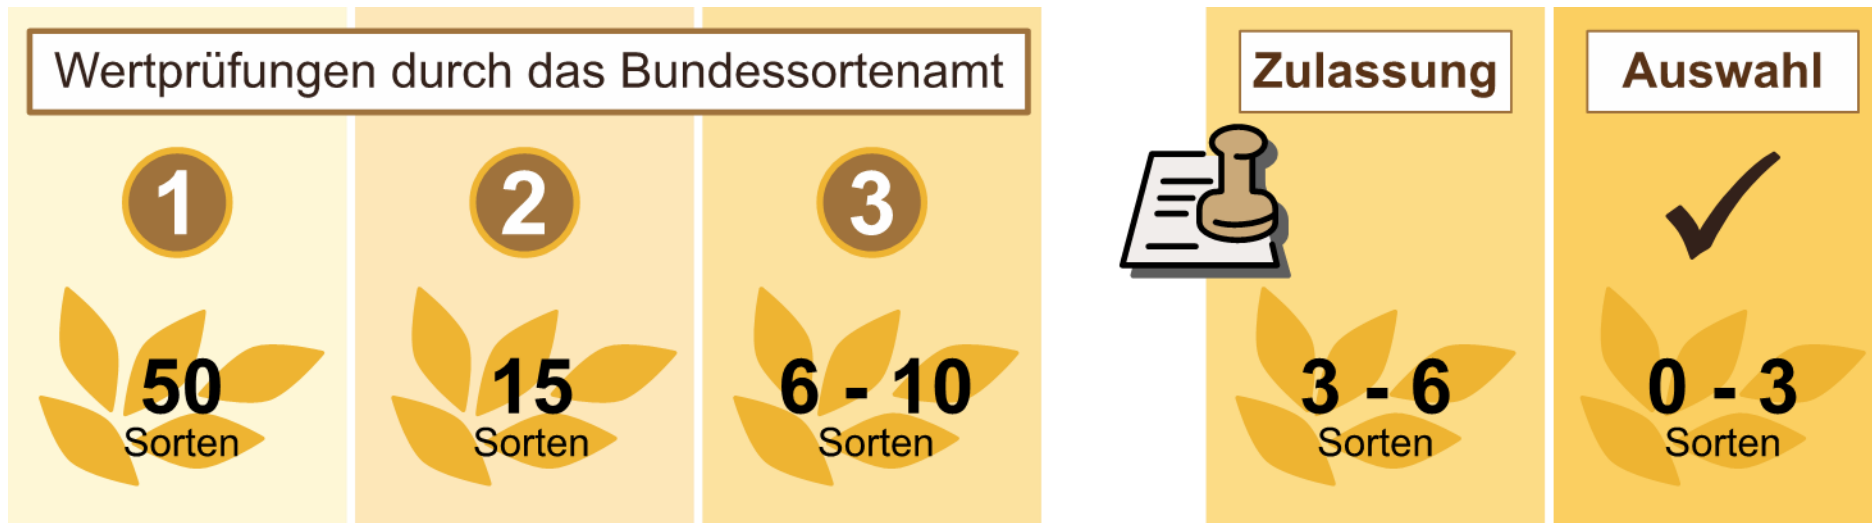 Wertprüfungen durch das Bundessortenamt
Zulassung
Auswahl
1
2
3
50
Sorten
15
Sorten
6 - 10
Sorten
3 - 6
Sorten
0 - 3
Sorten